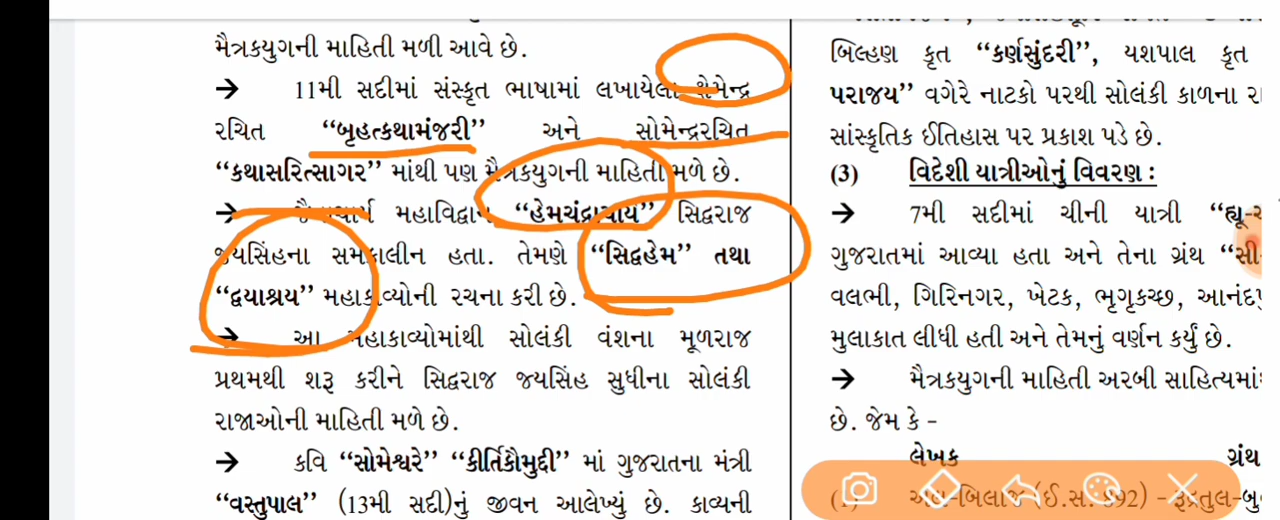 મૈત્રકયુગની માહિતી મળી આવે છે.
→ 11મી સદીમાં સંસ્કૃત ભાષામાં લખાયેલા ક્ષેમેન્દ્ર
રચિત “બૃહત્કથામંજરી” અને સોમેન્દ્રરચિત
“કથાસરિત્સાગર” માંથી પણ મૈત્રકયુગની માહિતી મળે છે.
→ જૈનાચાર્ય મહાવિદ્વાન “હેમચંદ્રાચાર્ય” સિદ્ધરાજ
જયસિંહના સમકાલીન હતા. તેમણે “સિદ્ધહેમ” તથા
“દ્વયાશ્રય” મહાકાવ્યોની રચના કરી છે.
→ આ મહાકાવ્યોમાંથી સોલંકી વંશના મૂળરાજ
પ્રથમથી શરૂ કરીને સિદ્ધરાજ જયસિંહ સુધીના સોલંકી
રાજાઓની માહિતી મળે છે.
→ કવિ “સોમેશ્વરે” “કીર્તિકૌમુદ્દી” માં ગુજરાતના મંત્રી
“વસ્તુપાલ” (13મી સદી)નું જીવન આલેખ્યું છે. કાવ્યની
બિલ્હણ કૃત “કર્ણસુંદરી”, યશપાલ કૃત
પરાજય” વગેરે નાટકો પરથી સોલંકી કાળના
સાંસ્કૃતિક ઈતિહાસ પર પ્રકાશ પડે છે.
(3) વિદેશી યાત્રીઓનું વિવરણ :
→ 7મી સદીમાં ચીની યાત્રી
ગુજરાતમાં આવ્યા હતા અને તેના ગ્રંથ
વલભી, ગિરિનગર, ખેટક, ભૃગૃકચ્છ,
મુલાકાત લીધી હતી અને તેમનું વર્ણન કર્યું છે.
→ મૈત્રકયુગની માહિતી અરબી
છે. જેમ કે -
લેખક ગ્રંથ